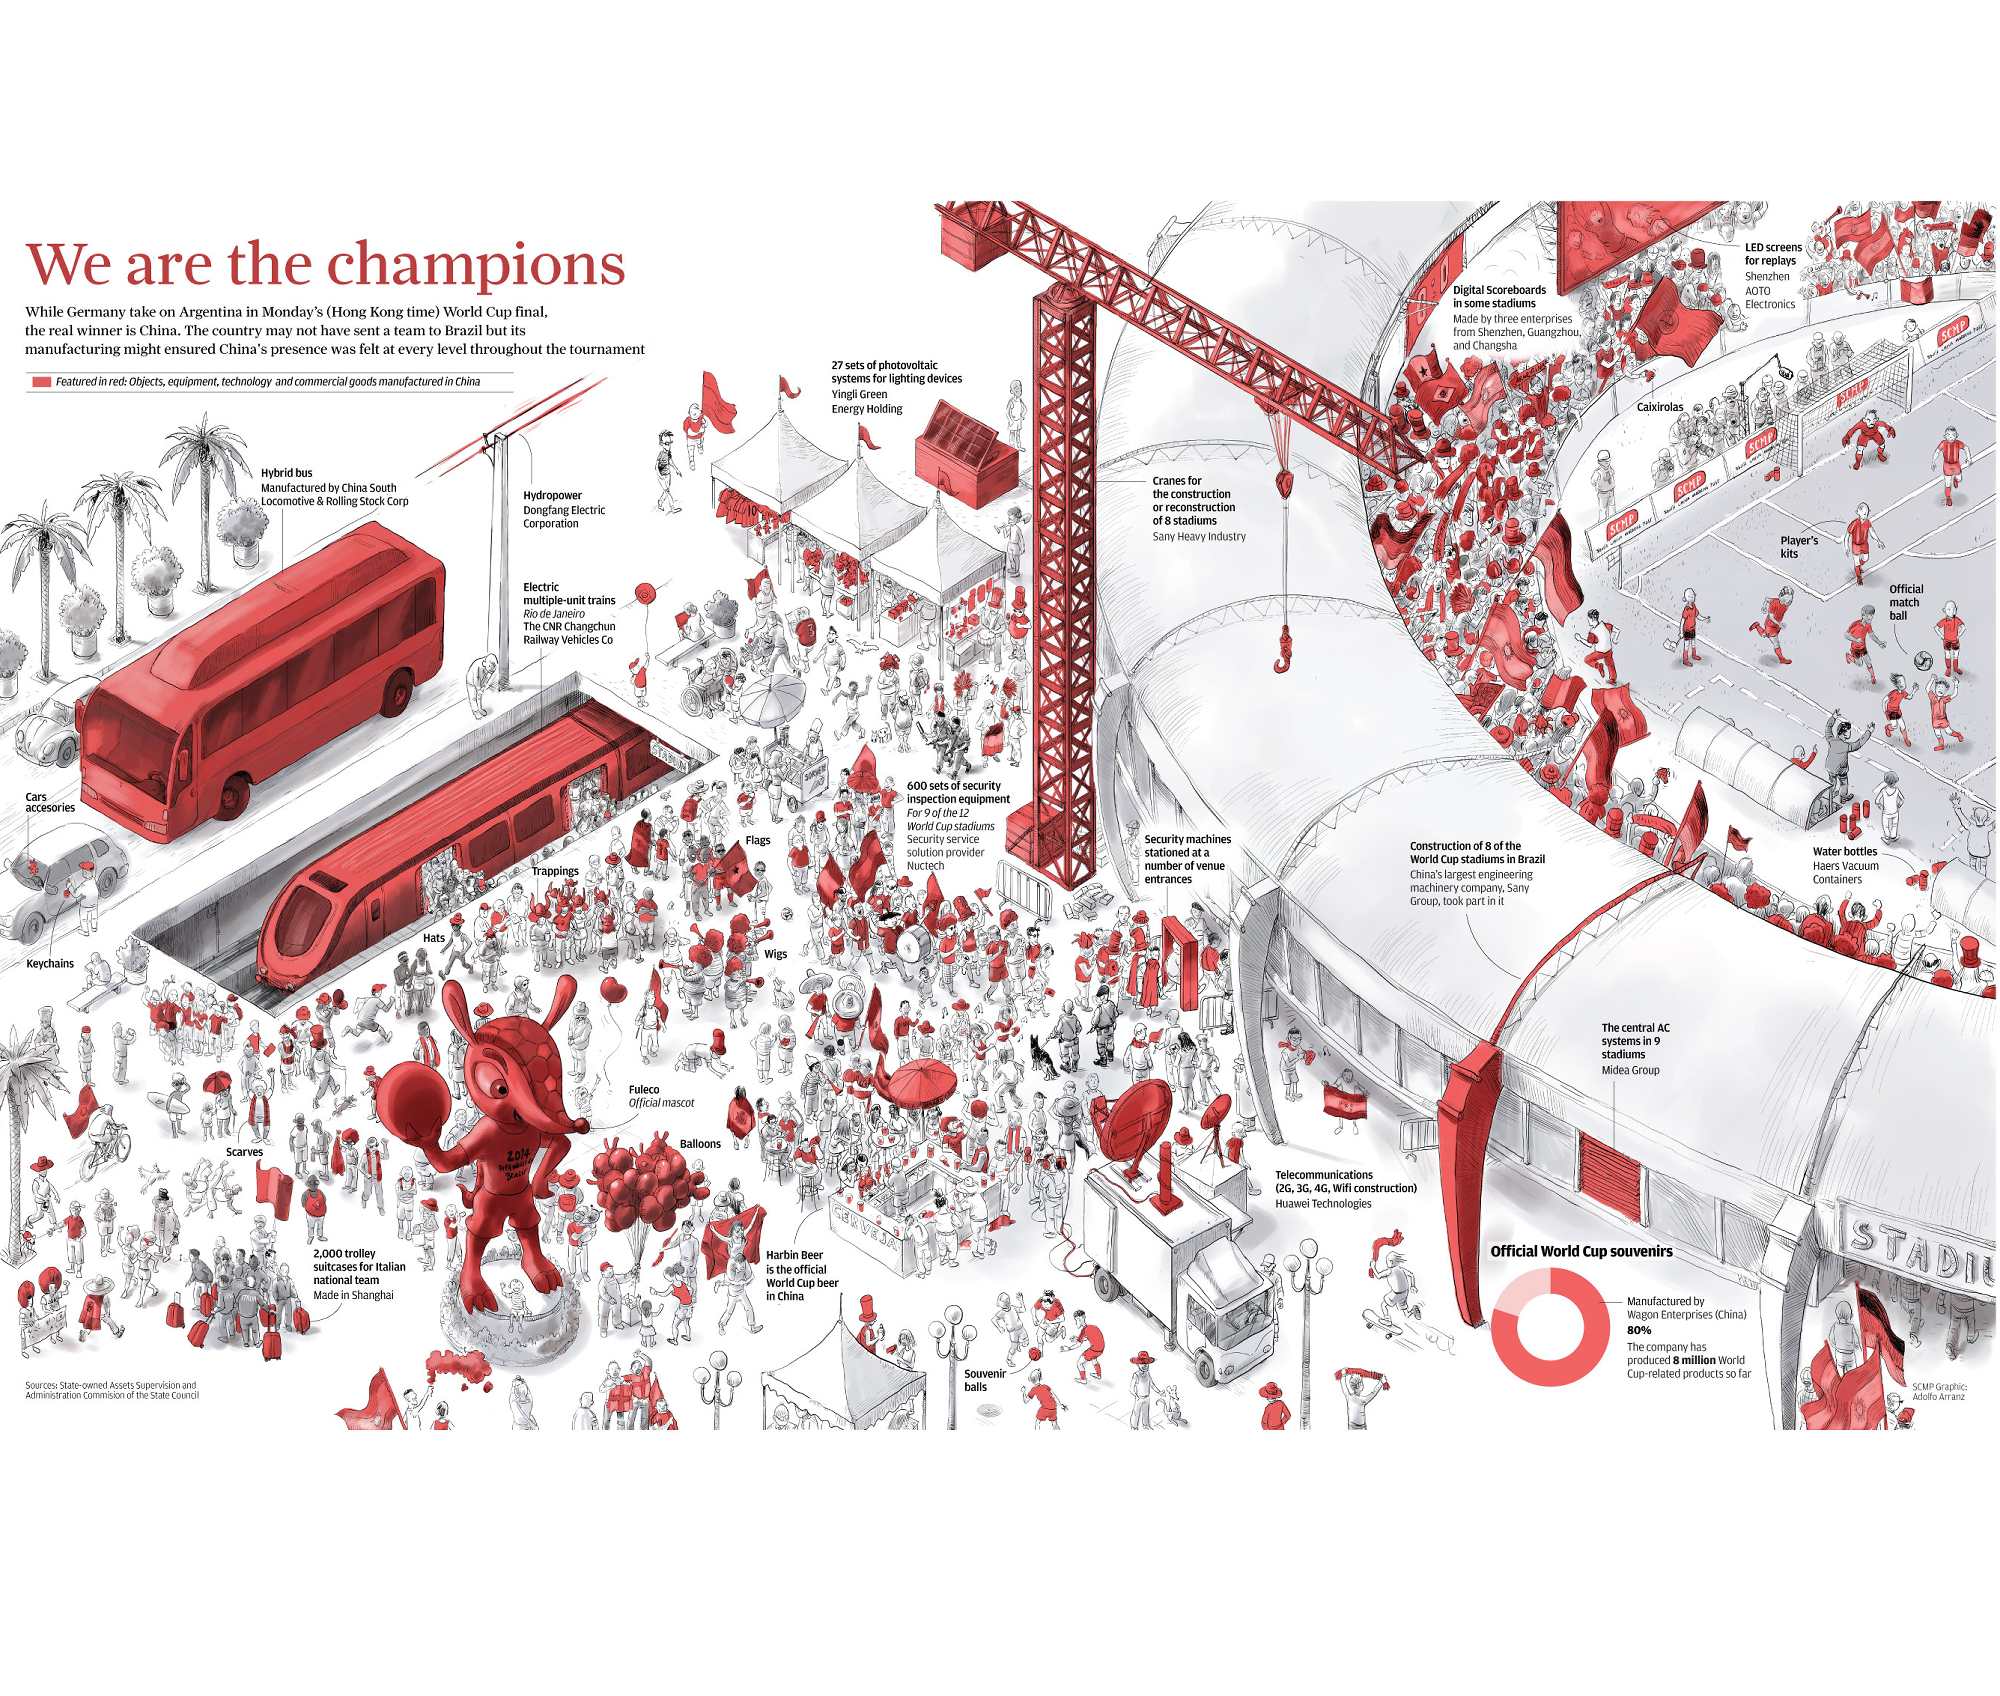 We are the champions
While Germany take on Argentina in Monday's (Hong Kong time) World Cup final,
the real winner is China. The country may not have sent a team to Brazil but its
manufacturing might ensured China's presence was felt at every level throughout the tournament
Featured in red: Objects, equipment, technology and commercial goods manufactured in China
Hybrid bus
Manufactured by China South
Locomotive & Rolling Stock Corp
Hydropower
Dongfang Electric
Corporation
Electric
multiple-unit trains
Rio de Janeiro
The CNR Changchun
Railway Vehicles Co
27 sets of photovoltaic
systems for lighting devices
Yingli Green
Energy Holding
Cranes for
the construction
or reconstruction
of 8 stadiums
Sany Heavy Industry
Digital Scoreboards
in some stadiums
Made by three enterprises
from Shenzhen, Guangzhou,
and Changsha
LED screens
for replays
Shenzhen
AOTO
Electronics
Caixirolas
SCMP
SCMP
SCMP
SCMP
SCMP
Player's
kits
Official
match
ball
Water bottles
Haers Vacuum
Containers
Cars
accesories
Keychains
Trappings
Hats
Flags
Wigs
10
3
600 sets of security
inspection equipment
For 9 of the 12
World Cup stadiums
Security service
solution provider
Nuctech
Security machines
stationed at a
number of venue
entrances
Construction of 8 of the
World Cup stadiums in Brazil
China's largest engineering
machinery company, Sany
Group, took part in it
The central AC
systems in 9
stadiums
Midea Group
Fuleco
Official mascot
2014
Balloons
Scarves
2,000 trolley
suitcases for Italian
national team
Made in Shanghai
Harbin Beer
is the official
World Cup beer
in China
CERVEJA
Telecommunications
(2G, 3G, 4G, Wifi construction)
Huawei Technologies
Souvenir
balls
STADIU
Official World Cup souvenirs
Manufactured by
Wagon Enterprises (China)
80%
The company has
produced 8 million World
Cup-related products so far
Sources: State-owned Assets Supervision and
Administration Commision of the State Council
SCMP Graphic:
Adolfo Arranz